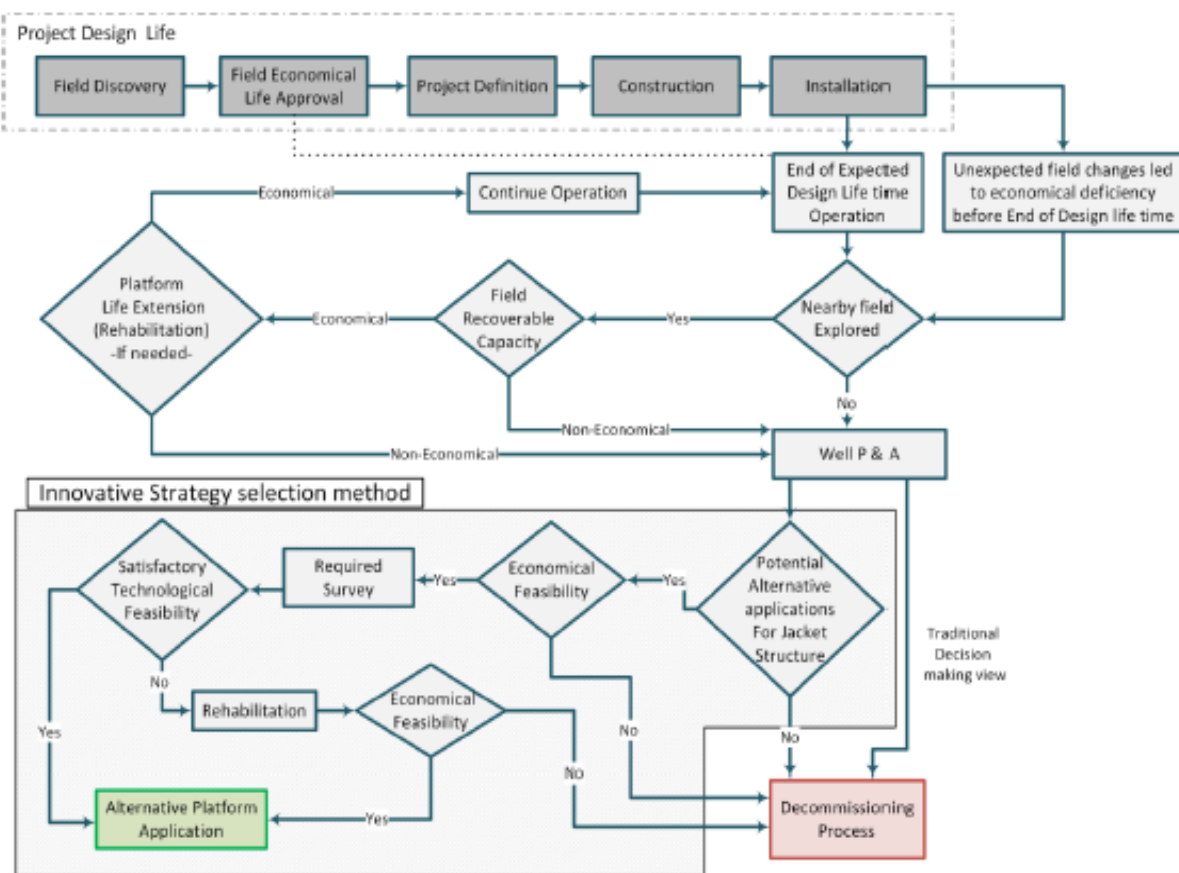 Project Design Life
Field Discovery
Field Economical
Life Approval
Project Definition
Construction
Installation
End of Expected
Design Life time
Operation
Unexpected field changes led
to economical deficiency
before End of Design life time
Economical
Continue Operation
Platform
Life Extension
(Rehabilitation)
-If needed-
Economical
Field
Recoverable
Capacity
Yes
Nearby field
Explored
No
Non-Economical
Non-Economical
Well P & A
Innovative Strategy selection method
Satisfactory
Technological
Feasibility
Required
Survey
Yes
Economical
Feasibility
Yes
Potential
Alternative
applications
For Jacket
Structure
Traditional
Decision
making view
No
Rehabilitation
Economical
Feasibility
Yes
No
No
No
Alternative Platform
Application
Yes
Decommissioning
Process